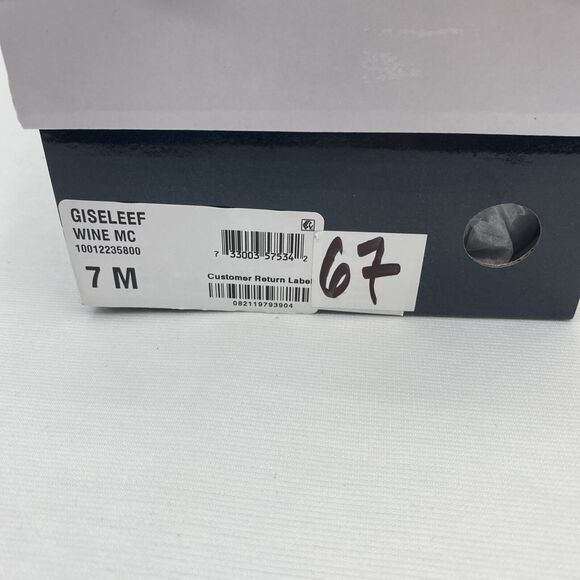 GISELEEF
WINE MC
10012235800
7 M
7 33003 57534 2
Customer Return Label
082119793904
67